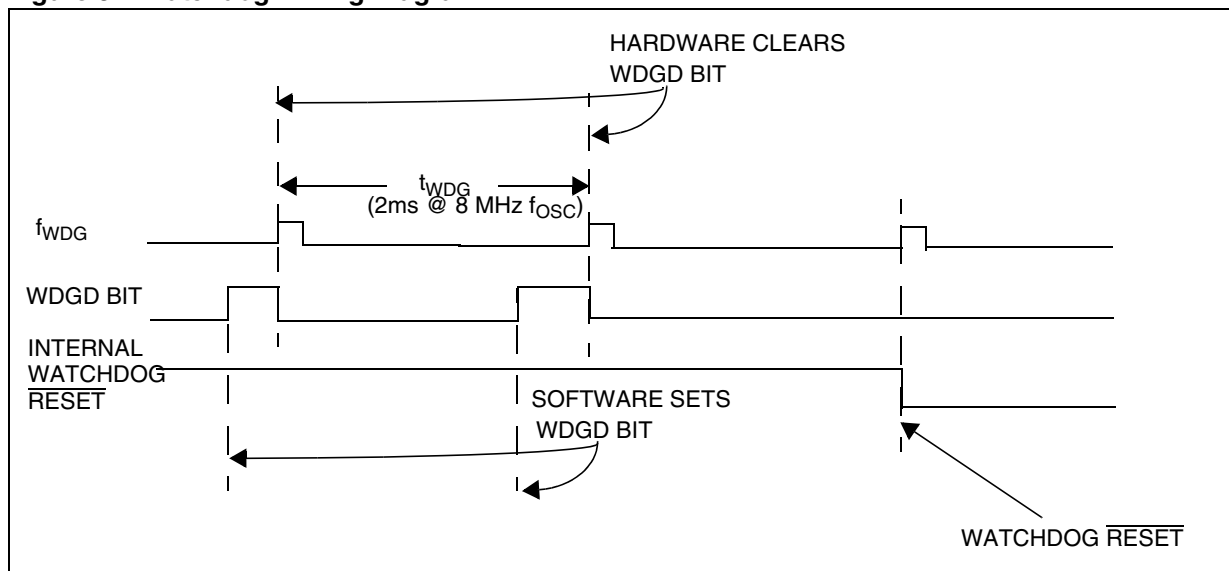 HARDWARE CLEARS
WDGD BIT
tWDG
(2ms @ 8 MHz fOSC)
fWDG
WDGD BIT
INTERNAL
WATCHDOG
RESET
SOFTWARE SETS
WDGD BIT
WATCHDOG RESET